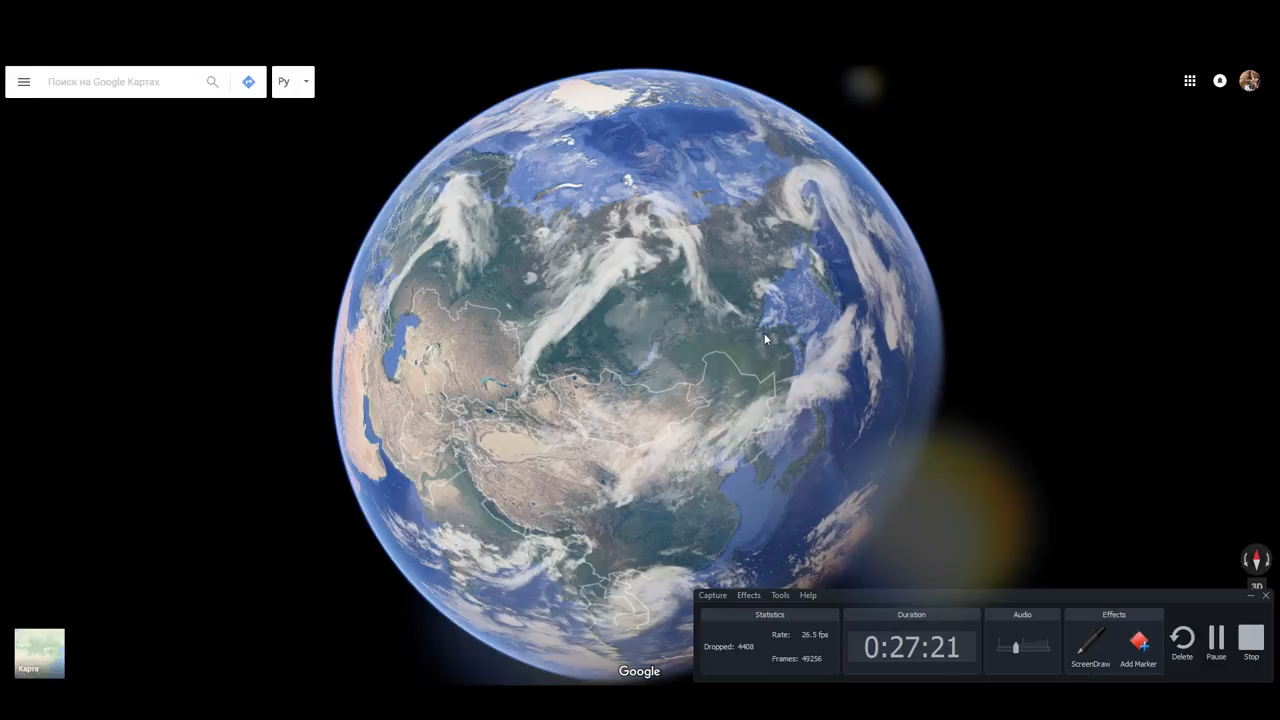 Поиск на Google Картах
Ру
3D
Capture Effects Tools Help
Statistics
Duration
Audio
Effects
Dropped: 4408
Rate: 26.5 fps
Frames: 49256
0:27:21
ScreenDraw
Add Marker
Delete
Pause
Stop
Карта
Google